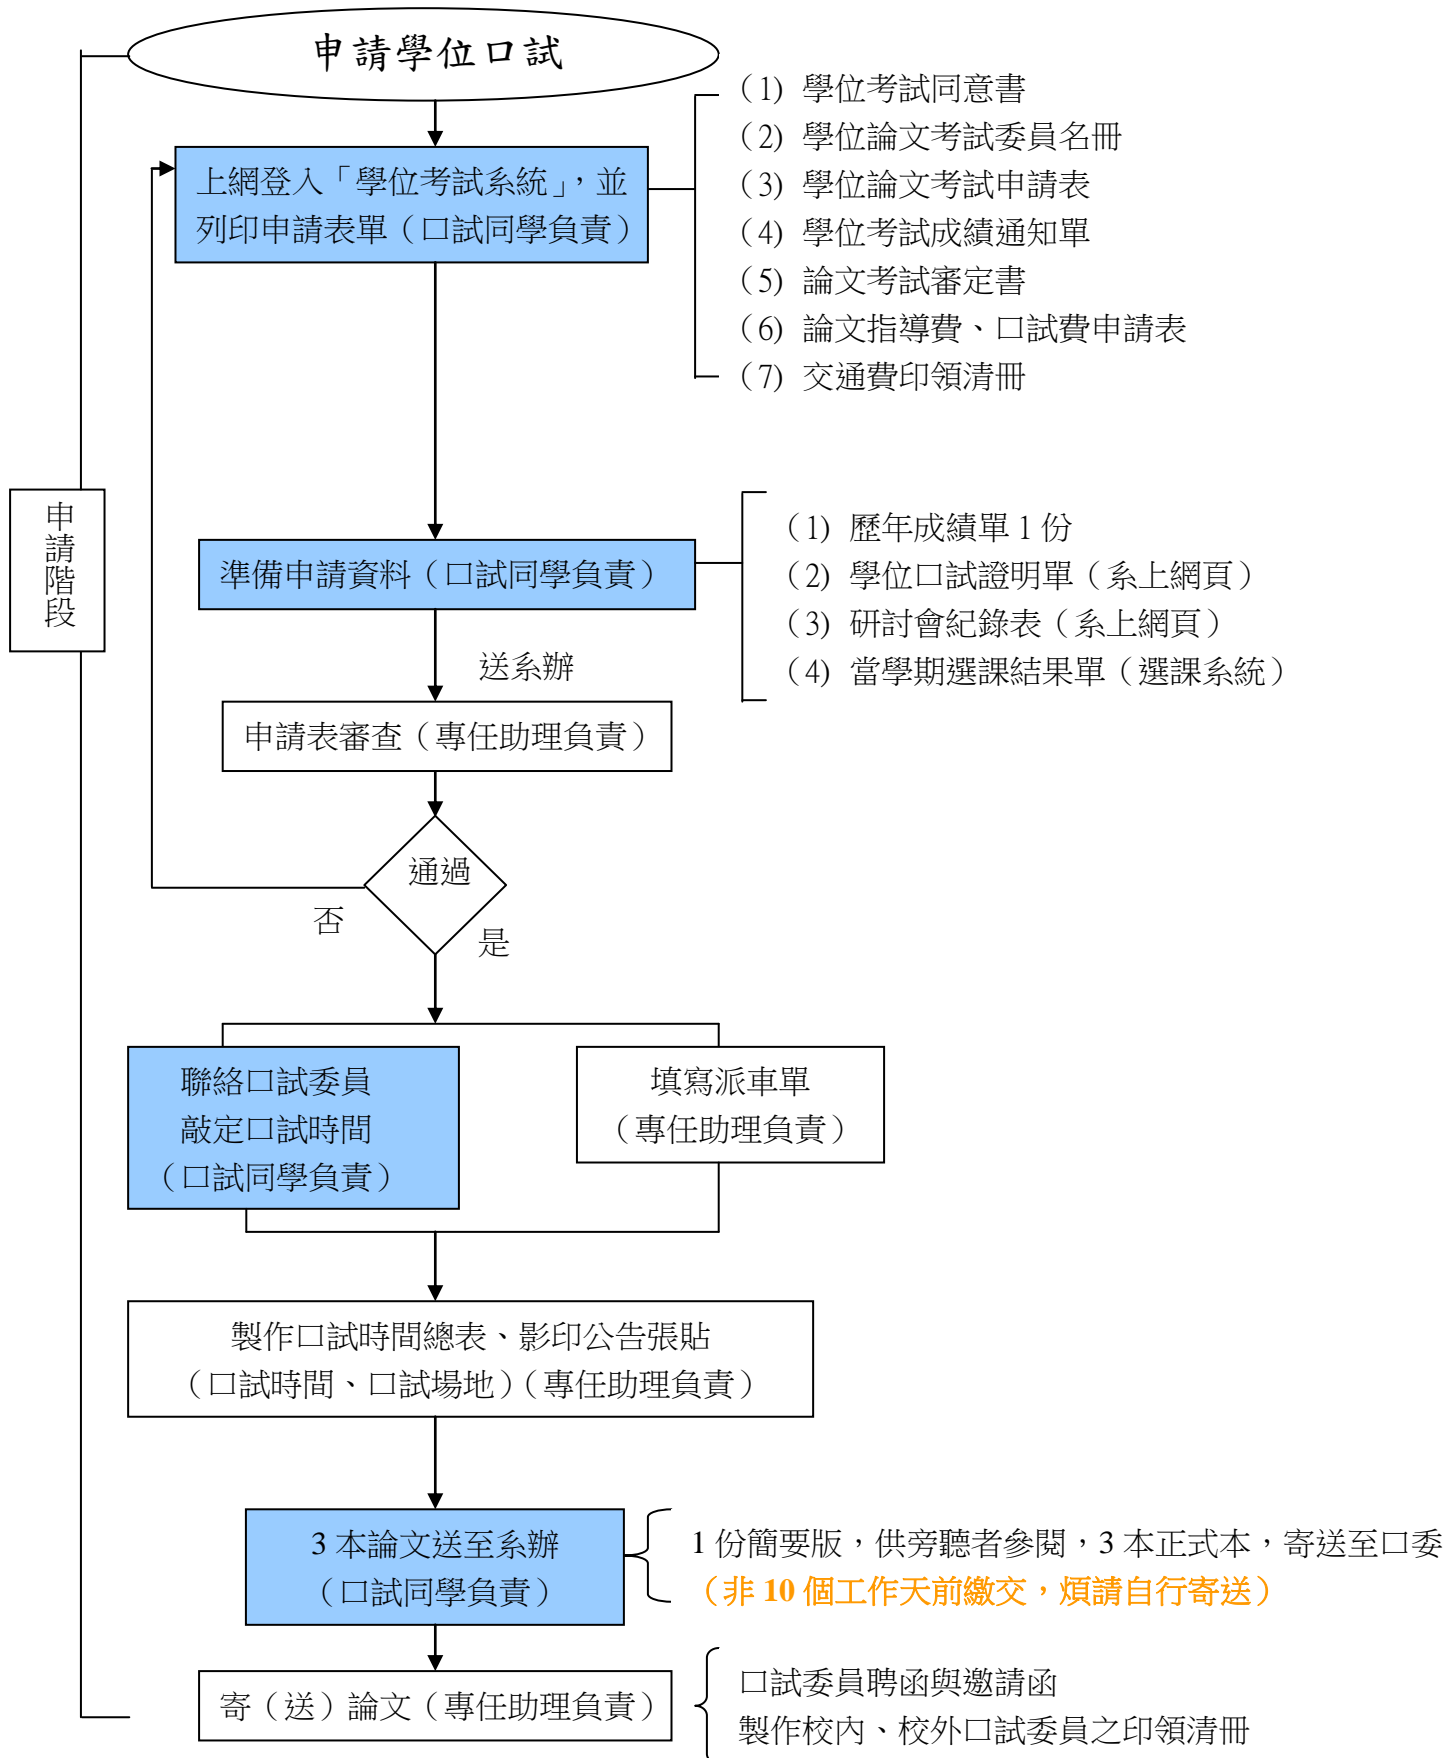 申請學位口試
上網登入「學位考試系統」，並
列印申請表單（口試同學負責）
（1) 學位考試同意書
（2) 學位論文考試委員名冊
（3) 學位論文考試申請表
（4) 學位考試成績通知單
（5) 論文考試審定書
（6) 論文指導費、口試費申請表
（7) 交通費印領清冊
申請階段
準備申請資料（口試同學負責）
（1) 歷年成績單 1 份
（2) 學位口試證明單（系上網頁）
（3) 研討會紀錄表（系上網頁）
（4) 當學期選課結果單（選課系統）
送系辦
申請表審查（專任助理負責）
通過
否
是
聯絡口試委員
敲定口試時間
（口試同學負責）
填寫派車單
（專任助理負責）
製作口試時間總表、影印公告張貼
（口試時間、口試場地）（專任助理負責）
3 本論文送至系辦
（口試同學負責）
1 份簡要版，供旁聽者參閱，3 本正式本，寄送至口委
（非 10 個工作天前繳交，煩請自行寄送）
寄（送）論文（專任助理負責）
口試委員聘函與邀請函
製作校內、校外口試委員之印領清冊